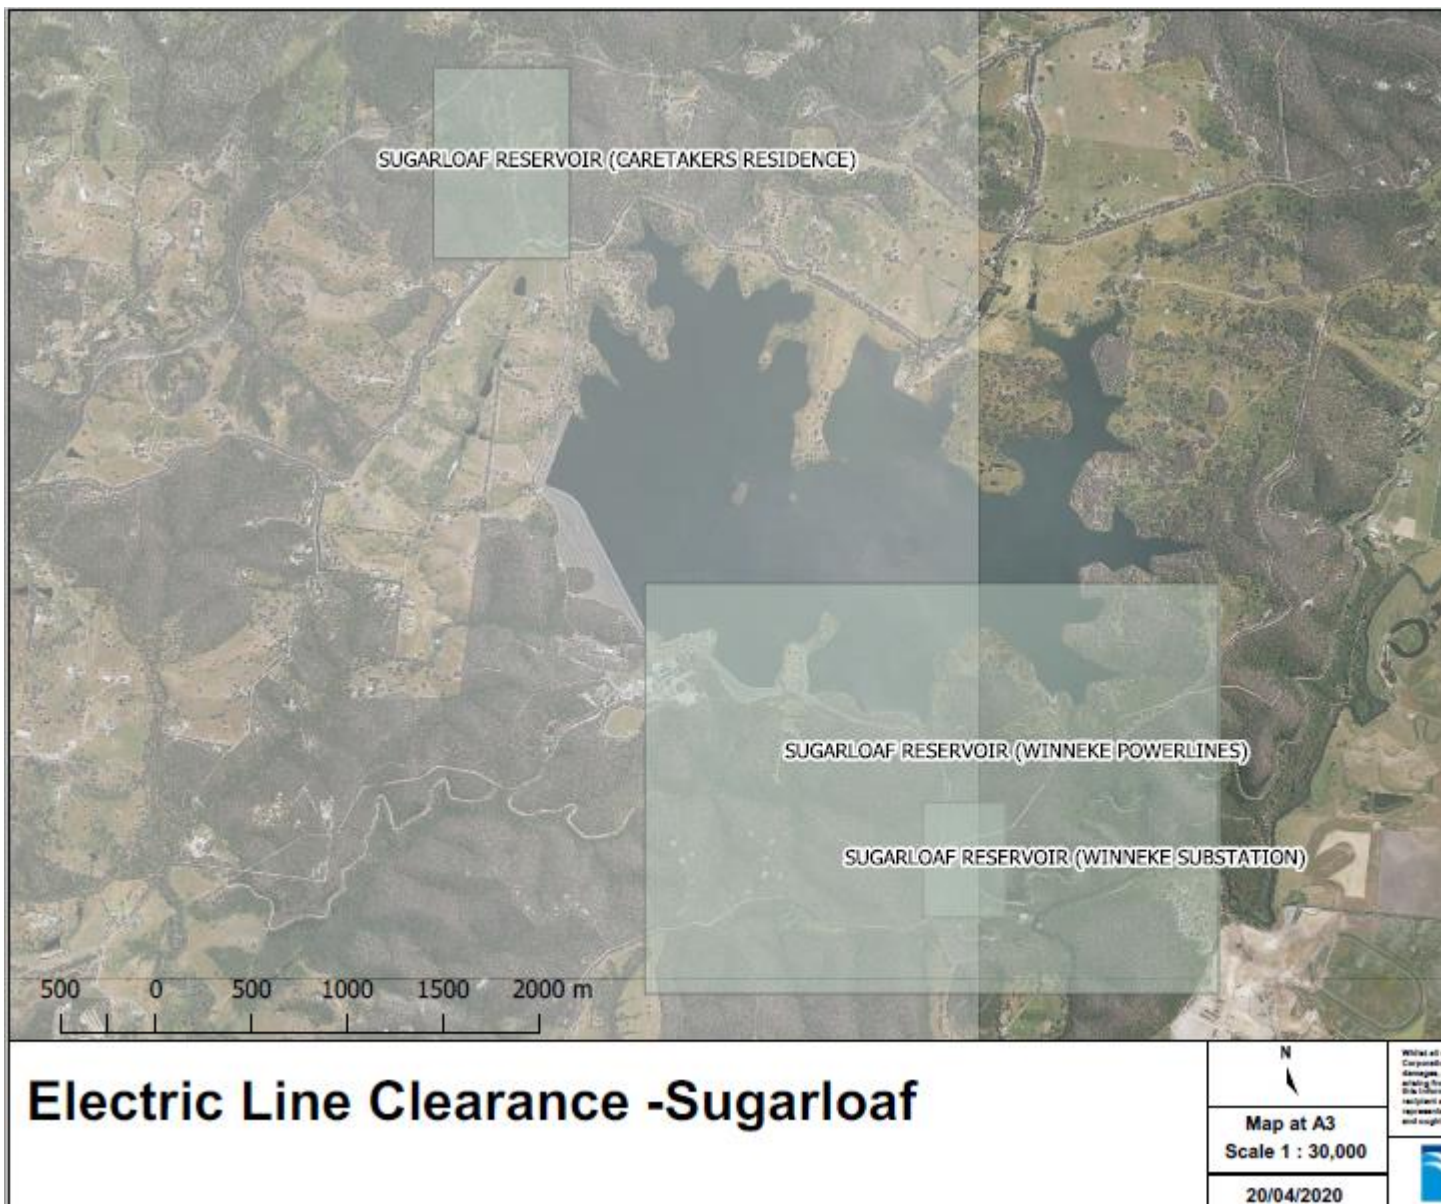 SUGARLOAF RESERVOIR (CARETAKERS RESIDENCE)
SUGARLOAF RESERVOIR (WINNEKE POWERLINES)
SUGARLOAF RESERVOIR (WINNEKE SUBSTATION)
500 0 500 1000 1500 2000 m
Electric Line Clearance -Sugarloaf
N
Map at A3
Scale 1 : 30,000
20/04/2020